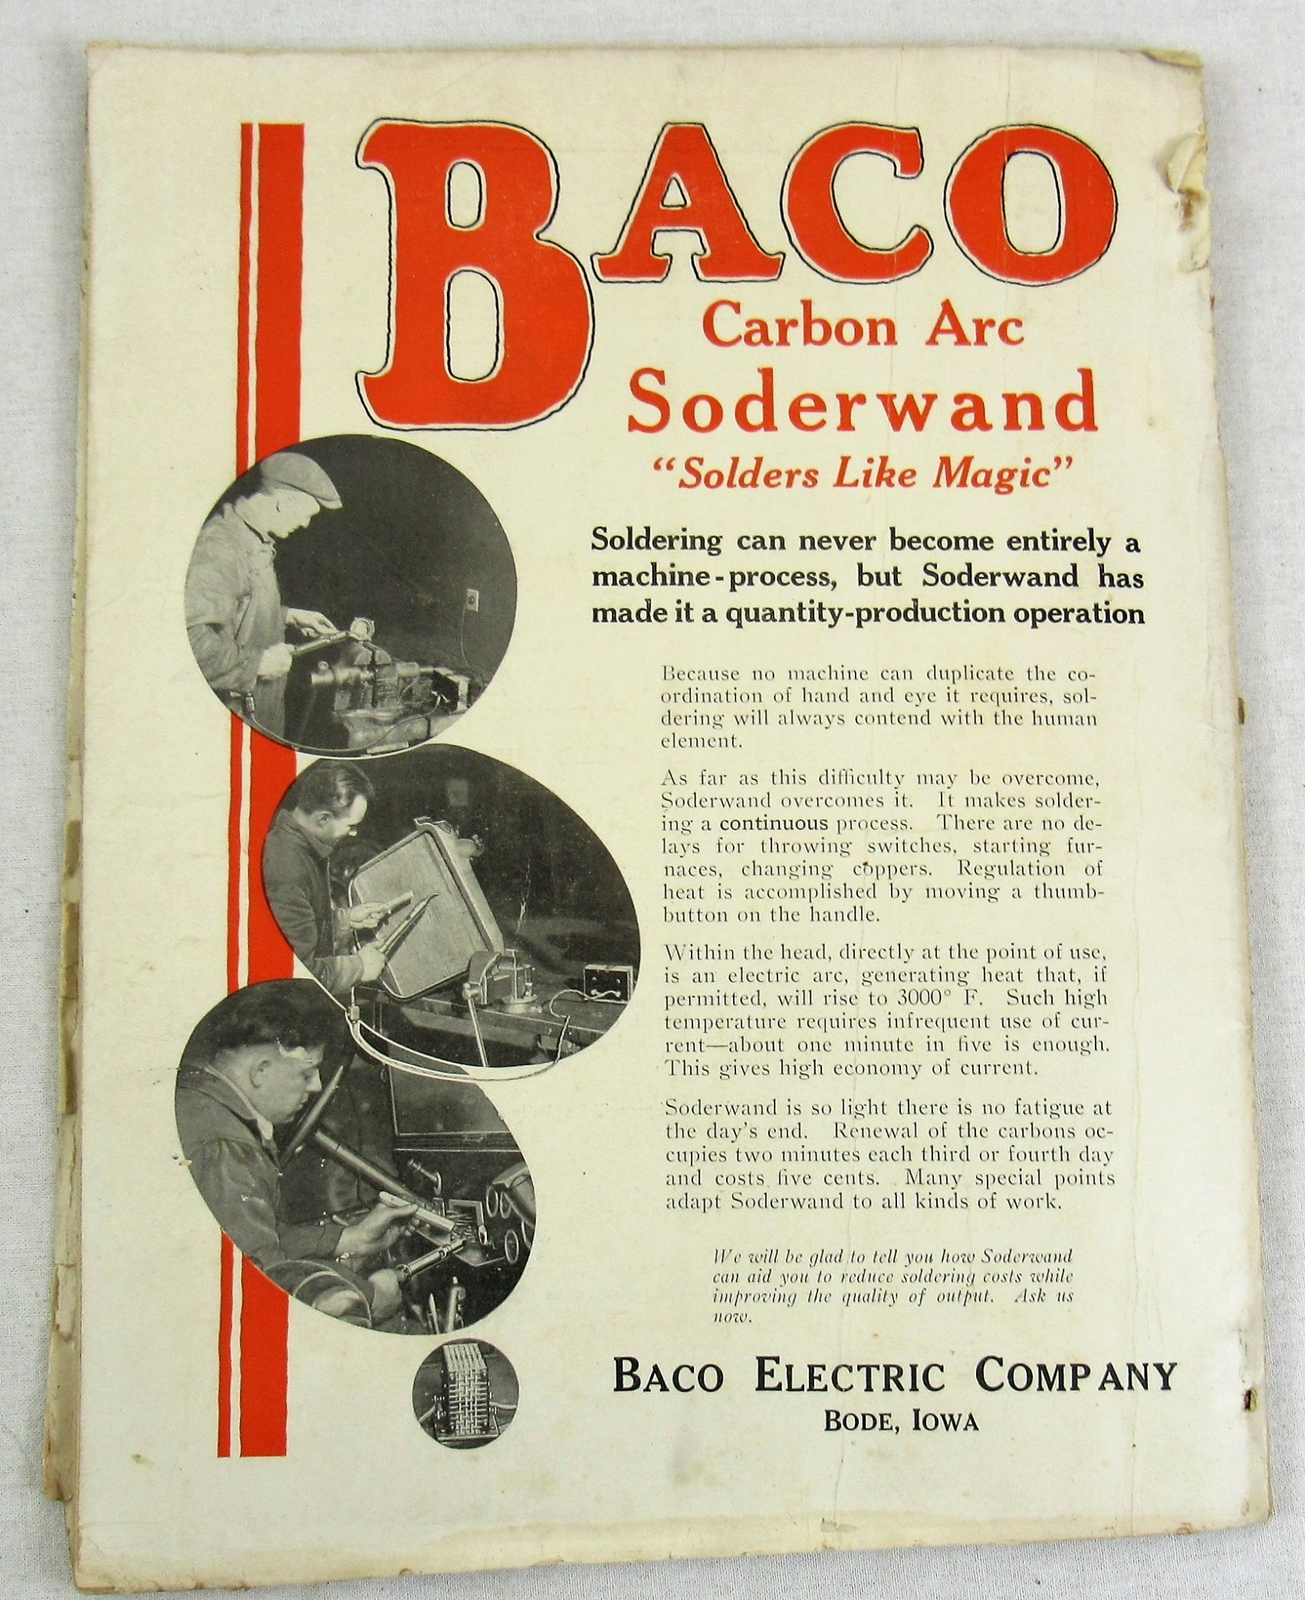 BACO
Carbon Arc
Soderwand
"Solders Like Magic"
Soldering can never become entirely a
machine-process, but Soderwand has
made it a quantity-production operation
Because no machine can duplicate the co-
ordination of hand and eye it requires, sol-
dering will always contend with the human
element.
As far as this difficulty may be overcome,
Soderwand overcomes it. It makes solder-
ing a continuous process. There are no de-
lays for throwing switches, starting fur-
naces, changing coppers. Regulation of
heat is accomplished by moving a thumb-
button on the handle.
Within the head, directly at the point of use,
is an electric arc, generating heat that, if
permitted, will rise to 3000° F. Such high
temperature requires infrequent use of cur-
rent—about one minute in five is enough.
This gives high economy of current.
Soderwand is so light there is no fatigue at
the day's end. Renewal of the carbons oc-
cupies two minutes each third or fourth day
and costs five cents. Many special points
adapt Soderwand to all kinds of work.
We will be glad to tell you how Soderwand
can aid you to reduce soldering costs while
improving the quality of output. Ask us
now.
BACO ELECTRIC COMPANY
BODE, IOWA